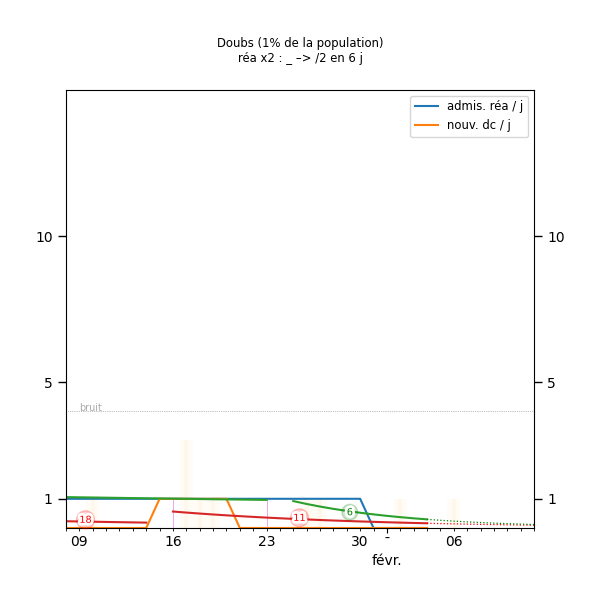 Doubs (1% de la population)
réa x2 : _ –> /2 en 6 j
admis. réa / j
nouv. dc / j
10 10
5 5
bruit
1 1
18 11 6
09 16 23 30 - 06
févr.